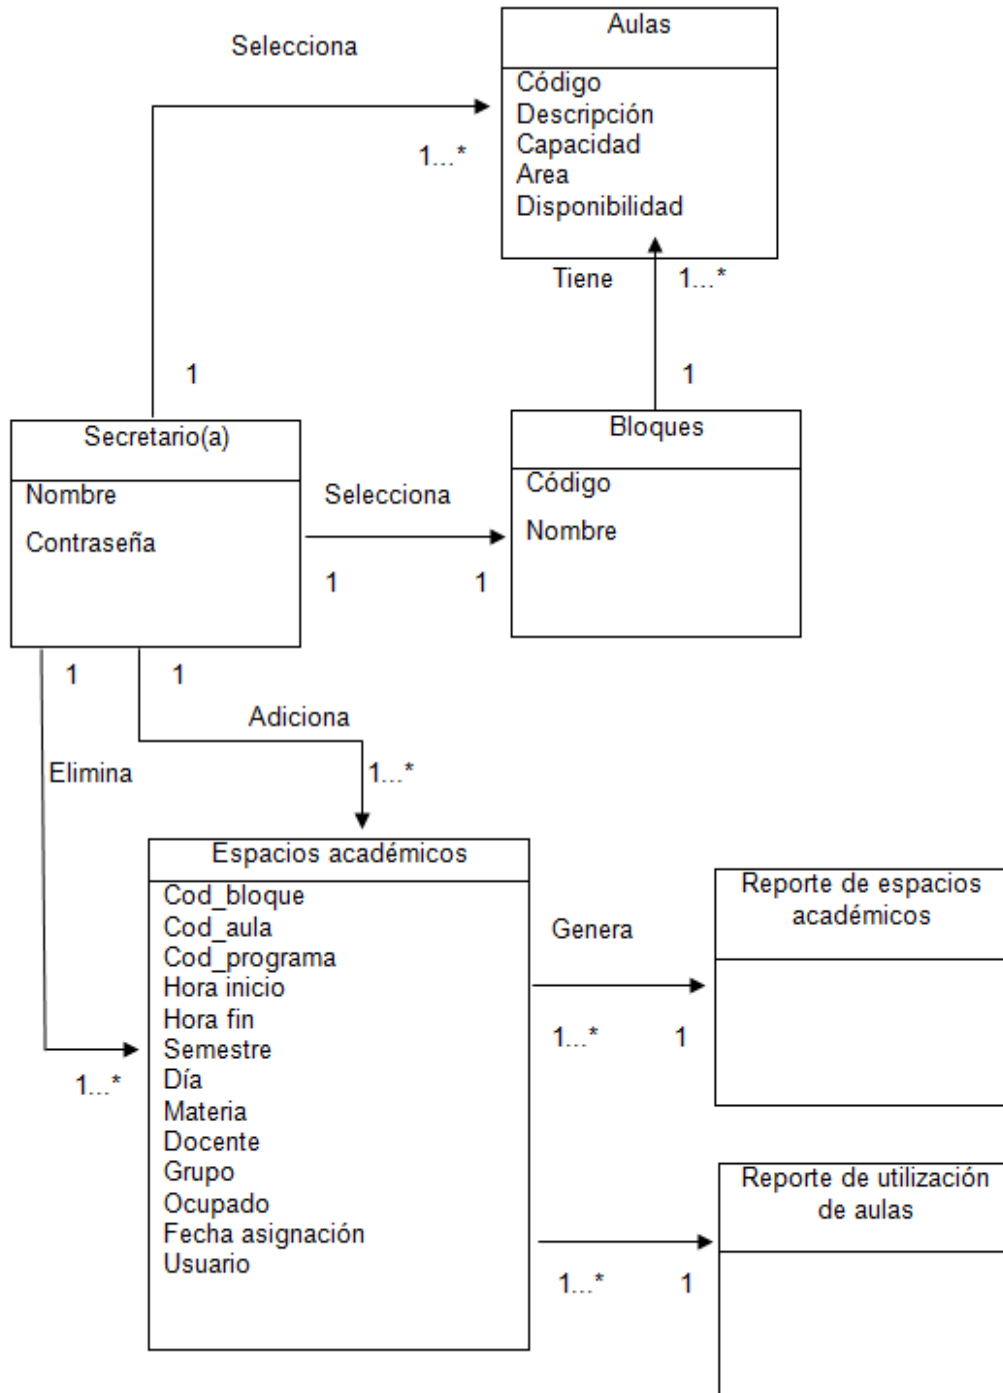 Aulas
Selecciona
Código
Descripción
Capacidad
Area
Disponibilidad
1...*
Tiene
1...*
1
1
Secretario(a)
Bloques
Nombre
Contraseña
Selecciona
Código
Nombre
1
1
1
1
Adiciona
Elimina
1...*
Espacios académicos
Cod_bloque
Cod_aula
Cod_programa
Hora inicio
Hora fin
Semestre
Día
Materia
Docente
Grupo
Ocupado
Fecha asignación
Usuario
1...*
Genera
1...*
1
Reporte de espacios
académicos
1...*
1
Reporte de utilización
de aulas